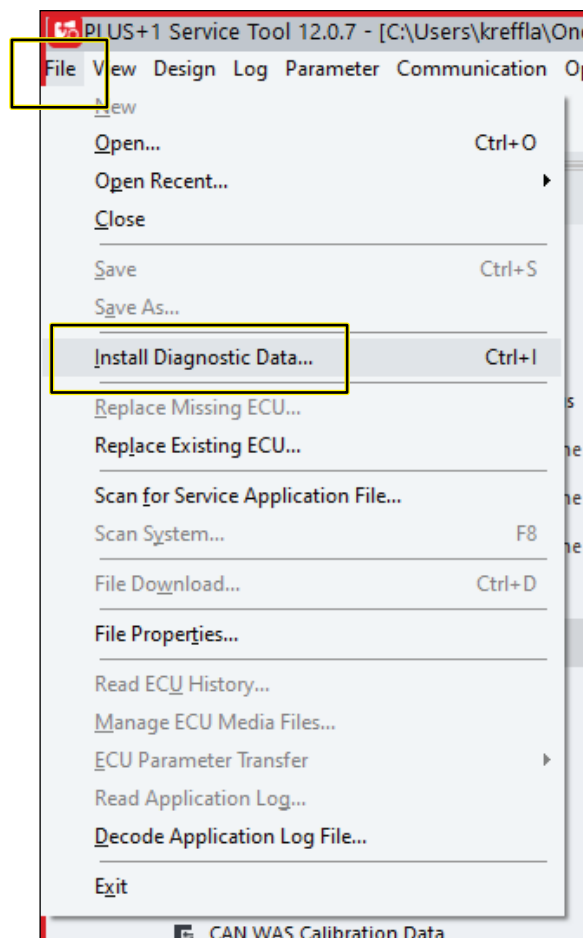 PLUS+1 Service Tool 12.0.7 - [C:\Users\kreffla\On
File View Design Log Parameter Communication
New
Open... Ctrl+O
Open Recent...
Close
Save Ctrl+S
Save As...
Install Diagnostic Data... Ctrl+I
Replace Missing ECU...
Replace Existing ECU...
Scan for Service Application File...
Scan System... F8
File Download... Ctrl+D
File Properties...
Read ECU History...
Manage ECU Media Files...
ECU Parameter Transfer
Read Application Log...
Decode Application Log File...
Exit
CAN WAS Calibration Data